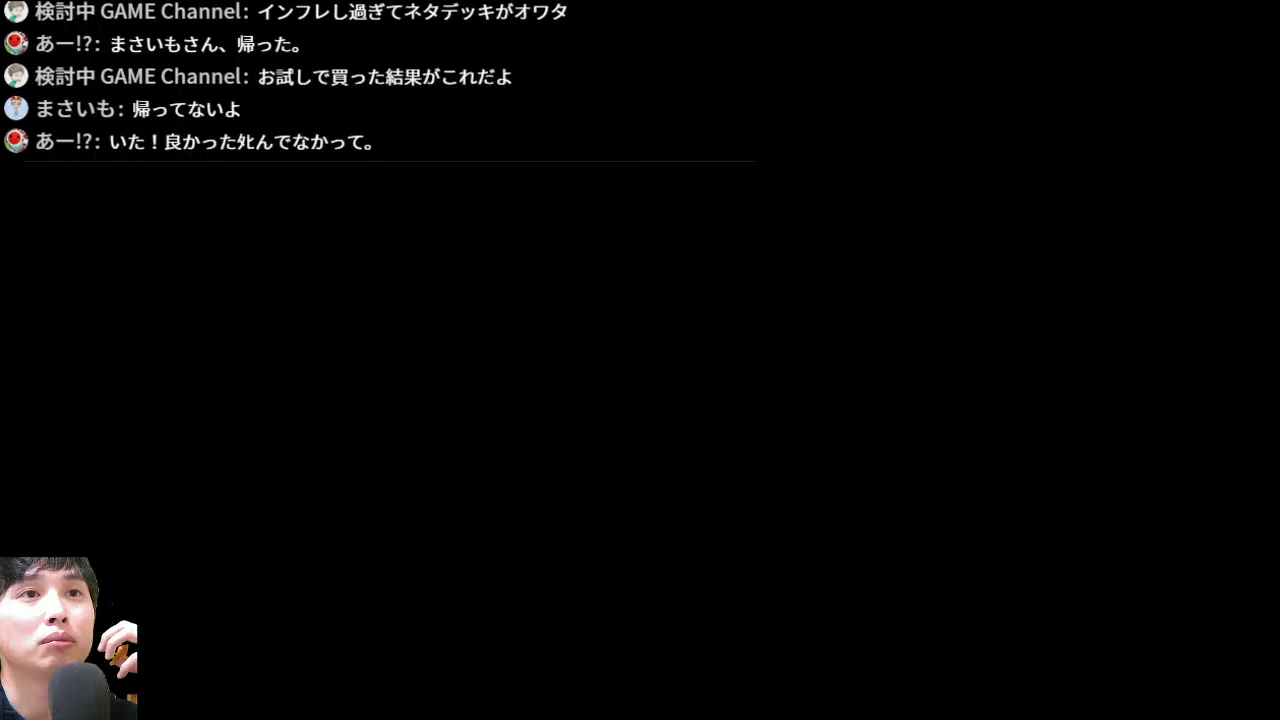 検討中 GAME Channel: インフレし過ぎてネタデッキがオワタ
あー!?: まさいもさん、帰った。
検討中 GAME Channel: お試しで買った結果がこれだよ
まさいも: 帰ってないよ
あー!?: いた！良かったﾀﾋんでなかって。